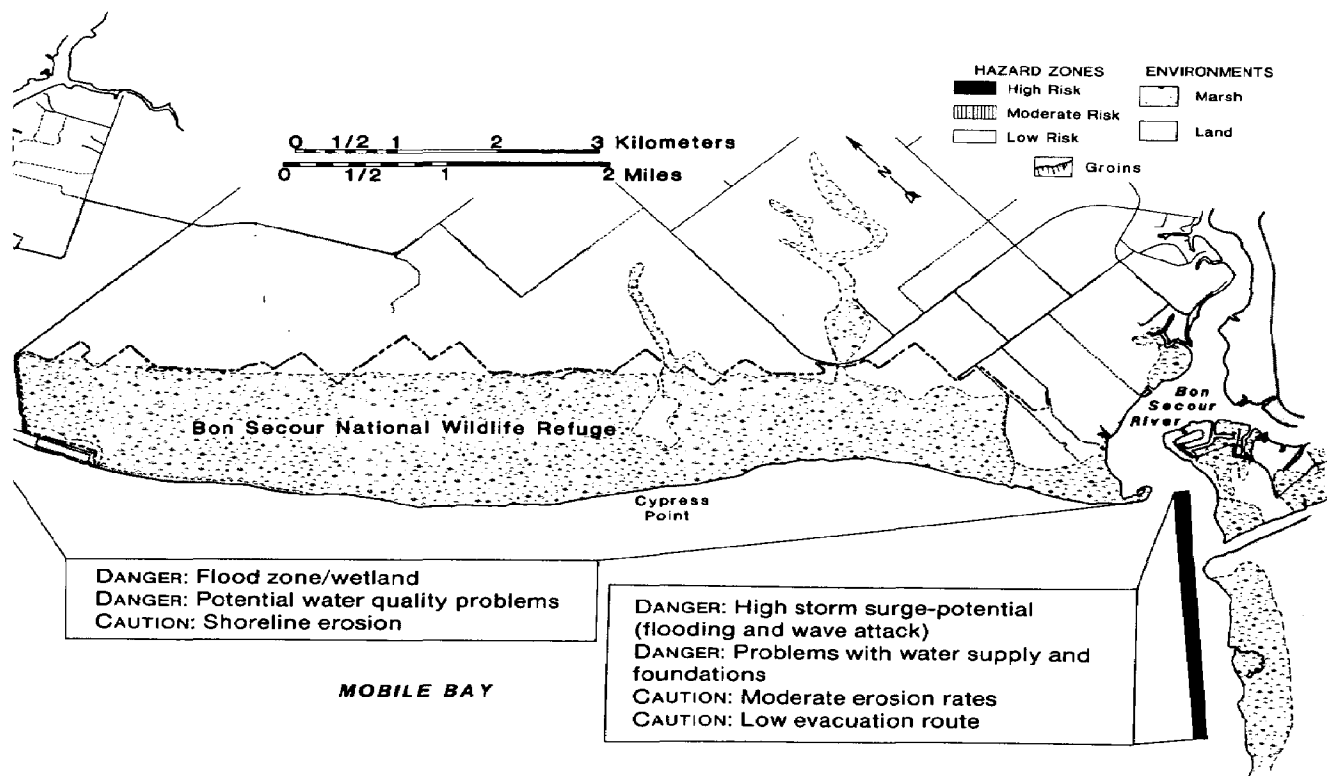 HAZARD ZONES
High Risk
Moderate Risk
Low Risk
ENVIRONMENTS
Marsh
Land
Groins
0 1/2 1 2 3 Kilometers
0 1/2 1 2 Miles
N
Bon Secour National Wildlife Refuge
Bon
Secour
River
Cypress
Point
DANGER: Flood zone/wetland
DANGER: Potential water quality problems
CAUTION: Shoreline erosion
DANGER: High storm surge-potential
(flooding and wave attack)
DANGER: Problems with water supply and
foundations
CAUTION: Moderate erosion rates
CAUTION: Low evacuation route
MOBILE BAY